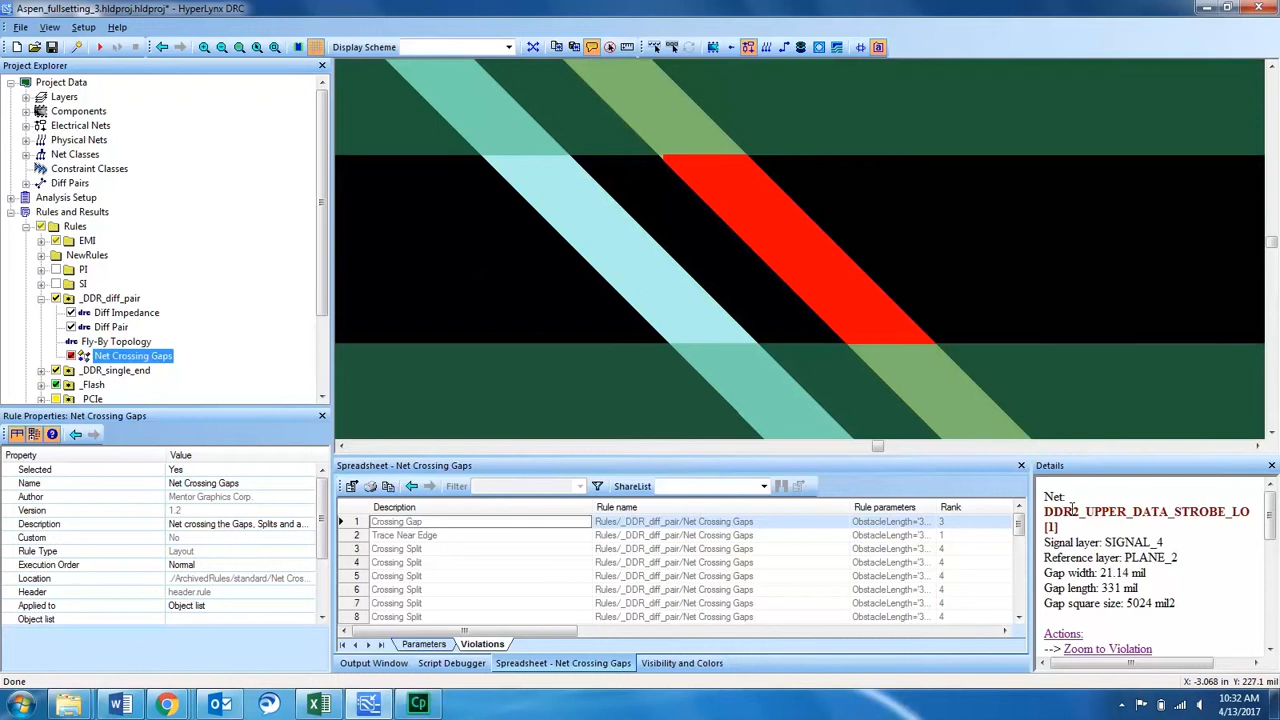 Aspen_fullsetting_3.hldproj.hldproj* - HyperLynx DRC
File View Setup Help
Display Scheme
Project Explorer
Project Data
Layers
Components
Electrical Nets
Physical Nets
Net Classes
Constraint Classes
Diff Pairs
Analysis Setup
Rules and Results
Rules
EMI
NewRules
PI
SI
_DDR_diff_pair
Diff Impedance
Diff Pair
Fly-By Topology
Net Crossing Gaps
_DDR_single_end
_Flash
_PCIe
Rule Properties: Net Crossing Gaps
Property Value
Selected Yes
Name Net Crossing Gaps
Author Mentor Graphics Corp.
Version 1.2
Description Net crossing the Gaps, Splits and a...
Custom No
Rule Type Layout
Execution Order Normal
Location ./ArchivedRules/standard/Net Cros...
Header header.rule
Applied to Object list
Object list
Spreadsheet - Net Crossing Gaps
Filter ShareList
Description Rule name Rule parameters Rank
1 Crossing Gap Rules/_DDR_diff_pair/Net Crossing Gaps ObstacleLength='3... 3
2 Trace Near Edge Rules/_DDR_diff_pair/Net Crossing Gaps ObstacleLength='3... 1
3 Crossing Split Rules/_DDR_diff_pair/Net Crossing Gaps ObstacleLength='3... 4
4 Crossing Split Rules/_DDR_diff_pair/Net Crossing Gaps ObstacleLength='3... 4
5 Crossing Split Rules/_DDR_diff_pair/Net Crossing Gaps ObstacleLength='3... 4
6 Crossing Split Rules/_DDR_diff_pair/Net Crossing Gaps ObstacleLength='3... 4
7 Crossing Split Rules/_DDR_diff_pair/Net Crossing Gaps ObstacleLength='3... 4
8 Crossing Split Rules/_DDR_diff_pair/Net Crossing Gaps ObstacleLength='3... 4
Parameters Violations
Output Window Script Debugger Spreadsheet - Net Crossing Gaps Visibility and Colors
Details
Net:
DDR2_UPPER_DATA_STROBE_LO
[1]
Signal layer: SIGNAL_4
Reference layer: PLANE_2
Gap width: 21.14 mil
Gap length: 331 mil
Gap square size: 5024 mil2
Actions:
--> Zoom to Violation
Done
X: -3.068 in Y: 227.1 mil
10:32 AM
4/13/2017